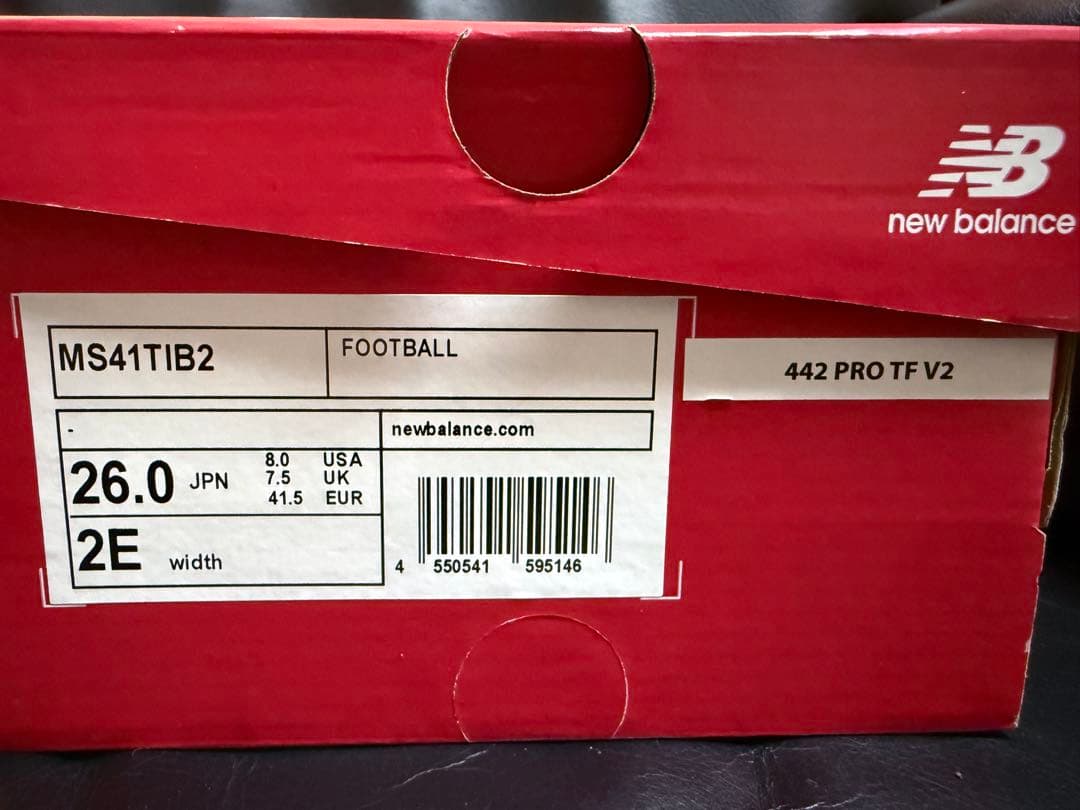 NB
new balance
MS41TIB2
FOOTBALL
442 PRO TF V2
-
newbalance.com
26.0 JPN
8.0 USA
7.5 UK
41.5 EUR
2E width
4 550541 595146